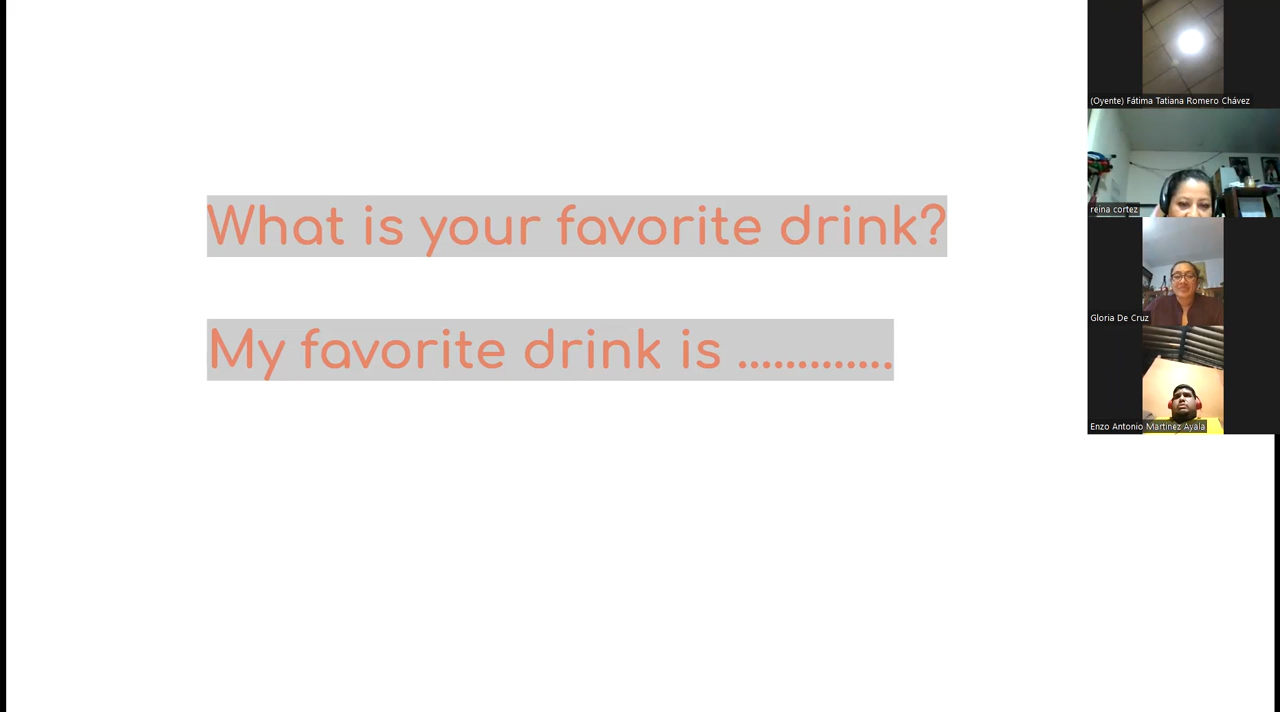 What is your favorite drink?
My favorite drink is .............
(Oyente) Fátima Tatiana Romero Chávez
reina cortez
Gloria De Cruz
Enzo Antonio Martinez Ayala